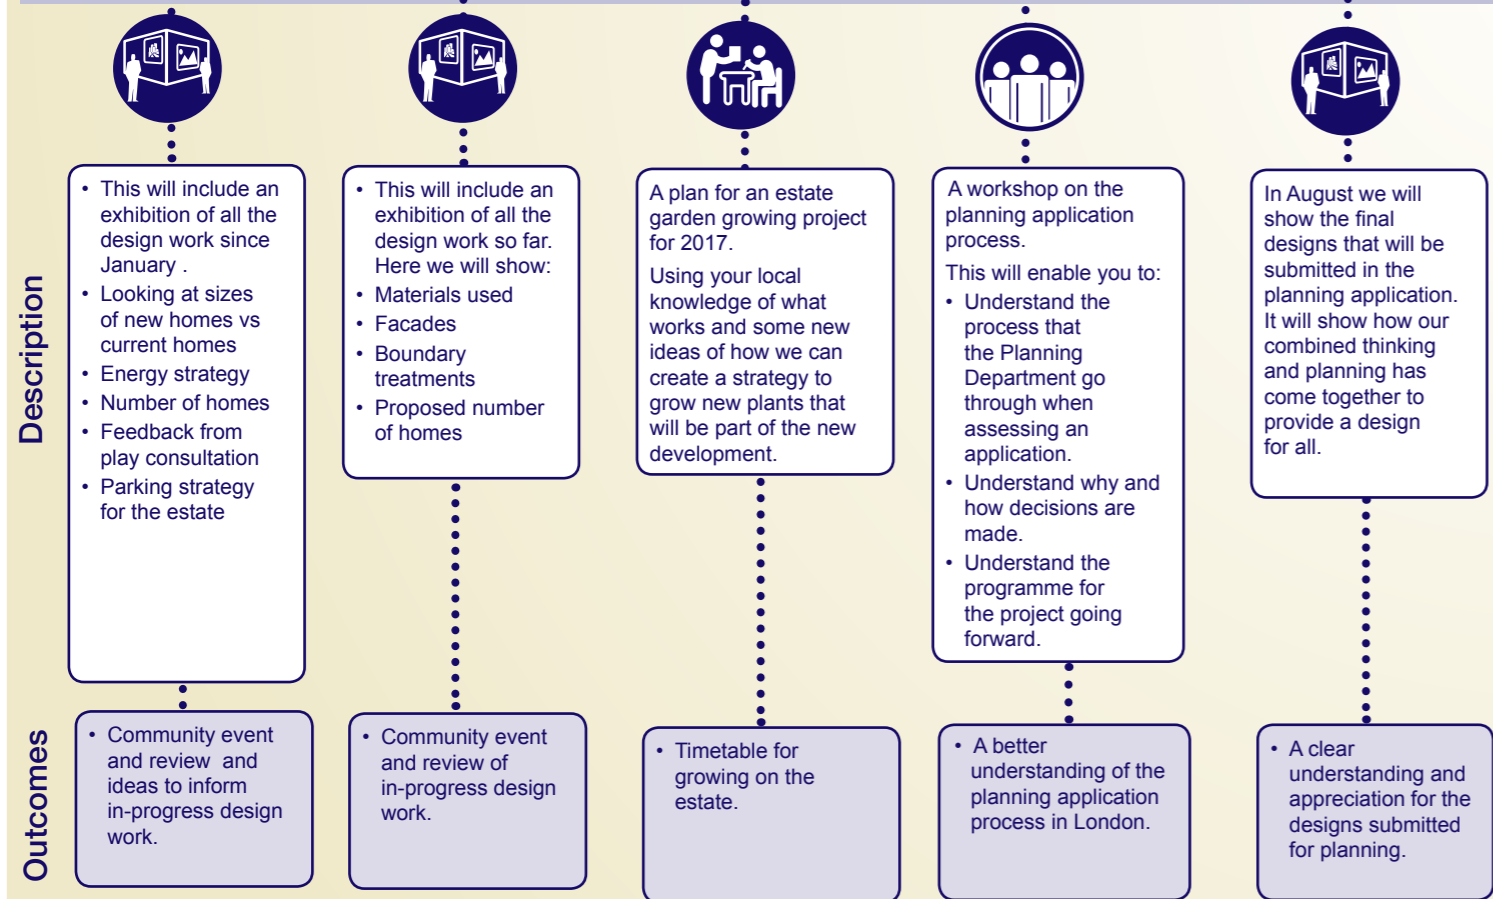 Description
• This will include an
exhibition of all the
design work since
January .
• Looking at sizes
of new homes vs
current homes
• Energy strategy
• Number of homes
• Feedback from
play consultation
• Parking strategy
for the estate
• This will include an
exhibition of all the
design work so far.
Here we will show:
• Materials used
• Facades
• Boundary
treatments
• Proposed number
of homes
A plan for an estate
garden growing project
for 2017.
Using your local
knowledge of what
works and some new
ideas of how we can
create a strategy to
grow new plants that
will be part of the new
development.
A workshop on the
planning application
process.
This will enable you to:
• Understand the
process that
the Planning
Department go
through when
assessing an
application.
• Understand why and
how decisions are
made.
• Understand the
programme for
the project going
forward.
In August we will
show the final
designs that will be
submitted in the
planning application.
It will show how our
combined thinking
and planning has
come together to
provide a design
for all.
Outcomes
• Community event
and review and
ideas to inform
in-progress design
work.
• Community event
and review of
in-progress design
work.
• Timetable for
growing on the
estate.
• A better
understanding of the
planning application
process in London.
• A clear
understanding and
appreciation for the
designs submitted
for planning.